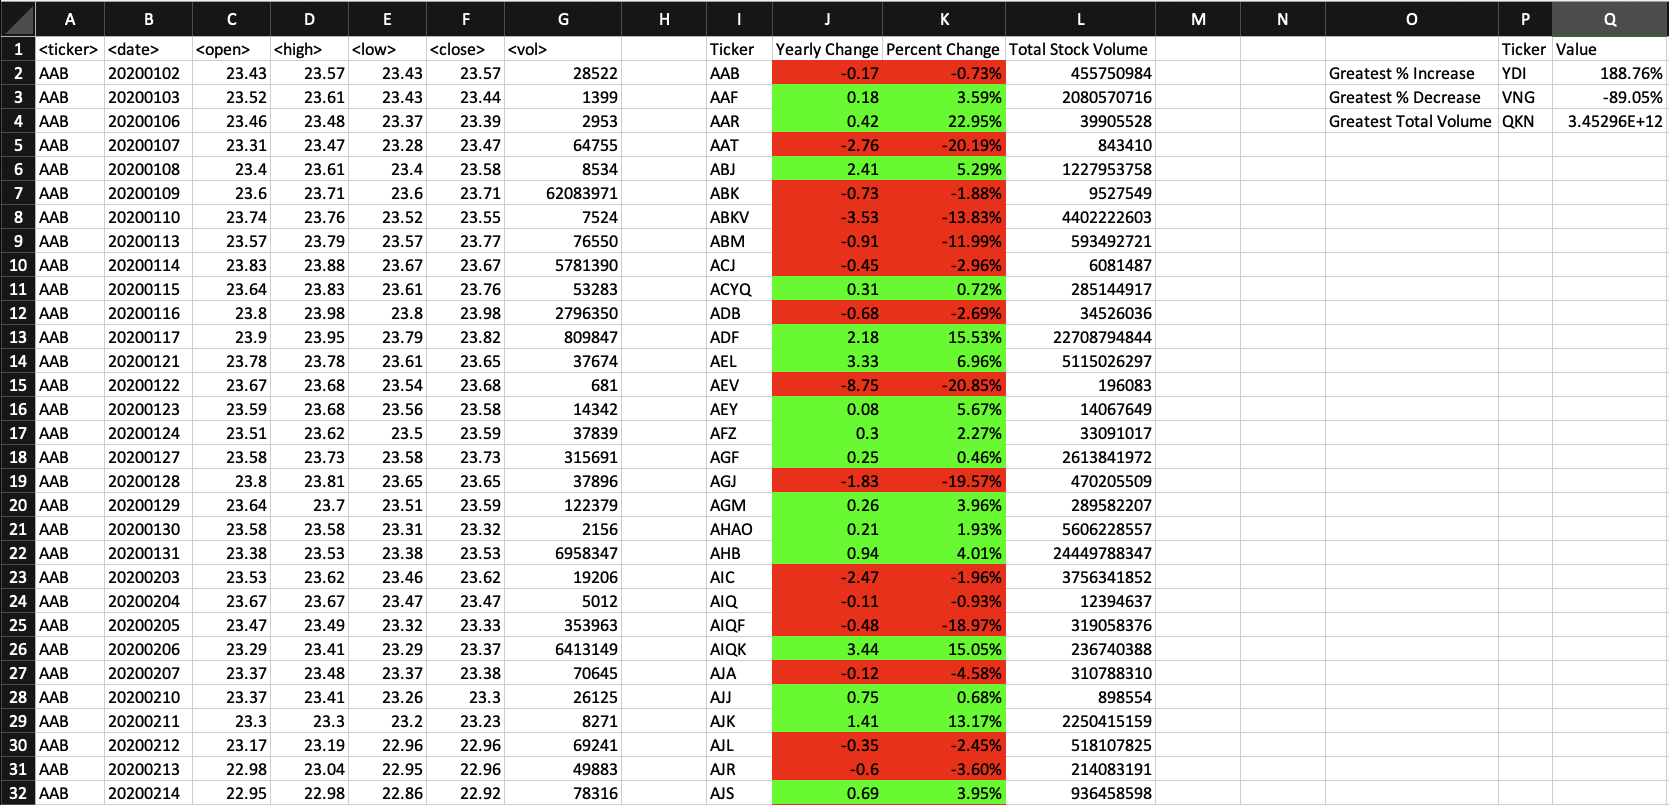 A B C D E F G H I J K L M N O P Q
1 <ticker> <date> <open> <high> <low> <close> <vol> Ticker Yearly Change Percent Change Total Stock Volume Ticker Value
2 AAB 20200102 23.43 23.57 23.43 23.57 28522 AAB -0.17 -0.73% 455750984 Greatest % Increase YDI 188.76%
3 AAB 20200103 23.52 23.61 23.43 23.44 1399 AAF 0.18 3.59% 2080570716 Greatest % Decrease VNG -89.05%
4 AAB 20200106 23.46 23.48 23.37 23.39 2953 AAR 0.42 22.95% 39905528 Greatest Total Volume QKN 3.45296E+12
5 AAB 20200107 23.31 23.47 23.28 23.47 64755 AAT -2.76 -20.19% 843410
6 AAB 20200108 23.4 23.61 23.4 23.58 8534 ABJ 2.41 5.29% 1227953758
7 AAB 20200109 23.6 23.71 23.6 23.71 62083971 ABK -0.73 -1.88% 9527549
8 AAB 20200110 23.74 23.76 23.52 23.55 7524 ABKV -3.53 -13.83% 4402222603
9 AAB 20200113 23.57 23.79 23.57 23.77 76550 ABM -0.91 -11.99% 593492721
10 AAB 20200114 23.83 23.88 23.67 23.67 5781390 ACJ -0.45 -2.96% 6081487
11 AAB 20200115 23.64 23.83 23.61 23.76 53283 ACYQ 0.31 0.72% 285144917
12 AAB 20200116 23.8 23.98 23.8 23.98 2796350 ADB -0.68 -2.69% 34526036
13 AAB 20200117 23.9 23.95 23.79 23.82 809847 ADF 2.18 15.53% 22708794844
14 AAB 20200121 23.78 23.78 23.61 23.65 37674 AEL 3.33 6.96% 5115026297
15 AAB 20200122 23.67 23.68 23.54 23.68 681 AEV -8.75 -20.85% 196083
16 AAB 20200123 23.59 23.68 23.56 23.58 14342 AEY 0.08 5.67% 14067649
17 AAB 20200124 23.51 23.62 23.5 23.59 37839 AFZ 0.3 2.27% 33091017
18 AAB 20200127 23.58 23.73 23.58 23.73 315691 AGF 0.25 0.46% 2613841972
19 AAB 20200128 23.8 23.81 23.65 23.65 37896 AGJ -1.83 -19.57% 470205509
20 AAB 20200129 23.64 23.7 23.51 23.59 122379 AGM 0.26 3.96% 289582207
21 AAB 20200130 23.58 23.58 23.31 23.32 2156 AHAO 0.21 1.93% 5606228557
22 AAB 20200131 23.38 23.53 23.38 23.53 6958347 AHB 0.94 4.01% 24449788347
23 AAB 20200203 23.53 23.62 23.46 23.62 19206 AIC -2.47 -1.96% 3756341852
24 AAB 20200204 23.67 23.67 23.47 23.47 5012 AIQ -0.11 -0.93% 12394637
25 AAB 20200205 23.47 23.49 23.32 23.33 353963 AIQF -0.48 -18.97% 319058376
26 AAB 20200206 23.29 23.41 23.29 23.37 6413149 AIQK 3.44 15.05% 236740388
27 AAB 20200207 23.37 23.48 23.37 23.38 70645 AJA -0.12 -4.58% 310788310
28 AAB 20200210 23.37 23.41 23.26 23.3 26125 AJJ 0.75 0.68% 898554
29 AAB 20200211 23.3 23.3 23.2 23.23 8271 AJK 1.41 13.17% 2250415159
30 AAB 20200212 23.17 23.19 22.96 22.96 69241 AJL -0.35 -2.45% 518107825
31 AAB 20200213 22.98 23.04 22.95 22.96 49883 AJR -0.6 -3.60% 214083191
32 AAB 20200214 22.95 22.98 22.86 22.92 78316 AJS 0.69 3.95% 936458598